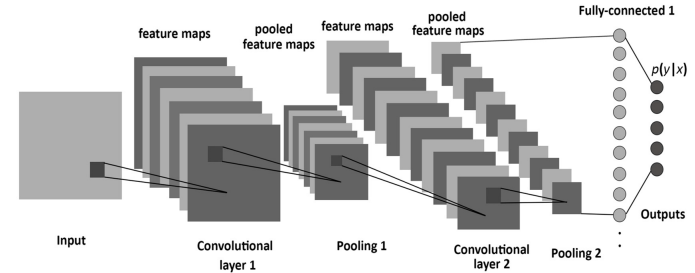 Fully-connected 1
pooled
feature maps
feature maps
pooled
feature maps
feature maps
p(y|x)
Input
Convolutional
layer 1
Pooling 1
Convolutional
layer 2
Pooling 2
Outputs